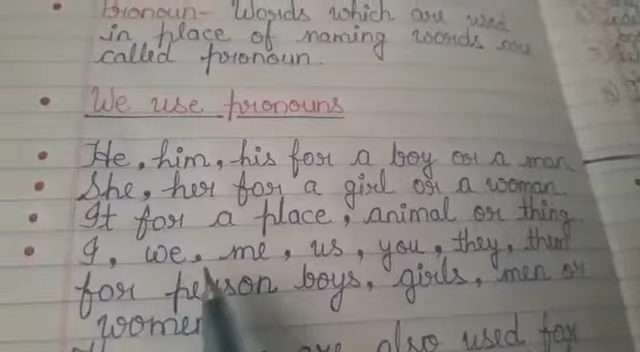 pronoun- Words which are used
in place of naming words are
called pronoun.
We use pronouns
He, him, his for a boy or a man
She, her for a girl or a woman
It for a place, animal or thing
I, we, me, us, you, they, them
for person boys, girls, men or
women
are also used for